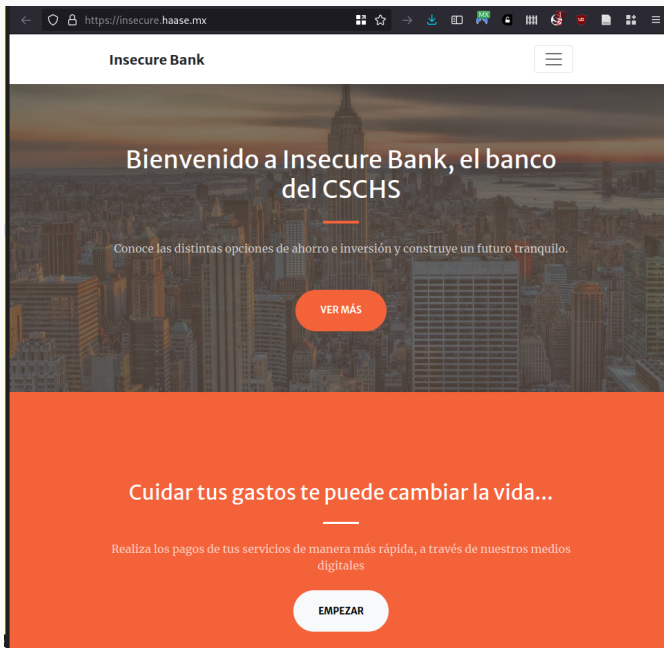 https://insecure.haase.mx
MX
Insecure Bank
Bienvenido a Insecure Bank, el banco
del CSCHS
Conoce las distintas opciones de ahorro e inversión y construye un futuro tranquilo.
VER MÁS
Cuidar tus gastos te puede cambiar la vida...
Realiza los pagos de tus servicios de manera más rápida, a través de nuestros medios
digitales
EMPEZAR